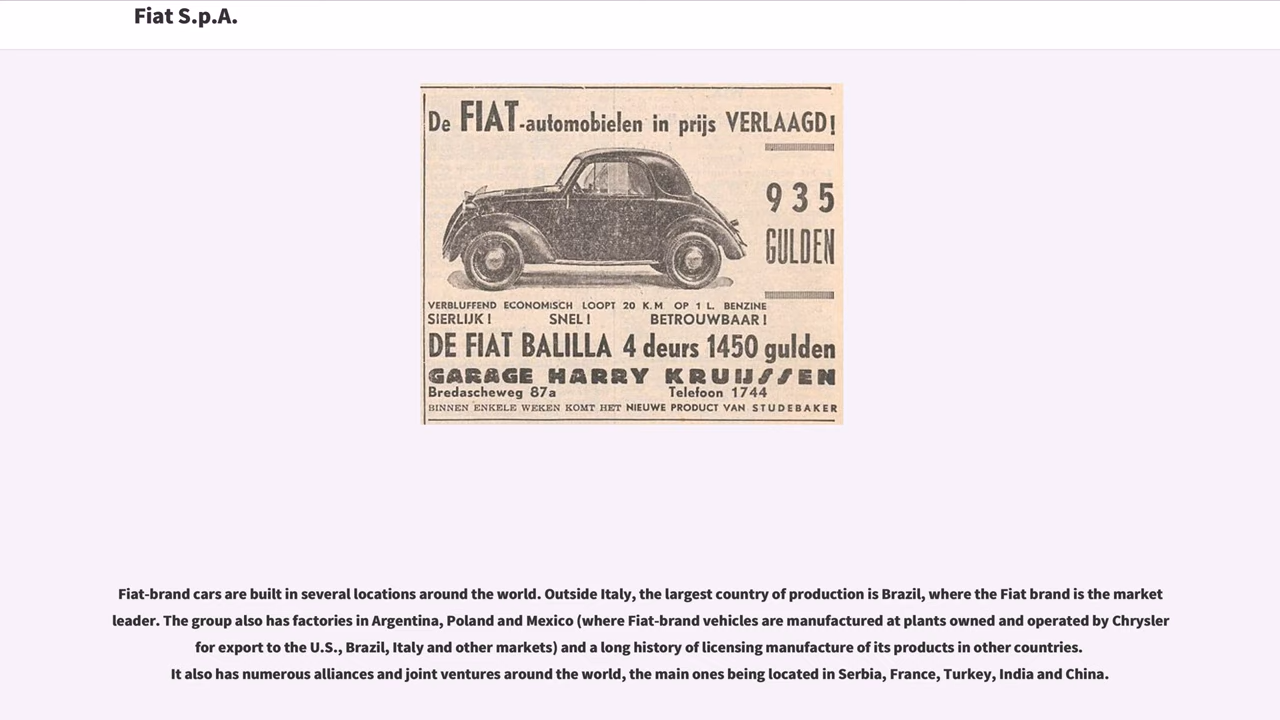 Fiat S.p.A.
De FIAT-automobielen in prijs VERLAAGD!
935
GULDEN
VERBLUFFEND ECONOMISCH LOOPT 20 K.M OP 1 L. BENZINE
SIERLIJK! SNEL! BETROUWBAAR!
DE FIAT BALILLA 4 deurs 1450 gulden
GARAGE HARRY KRUIJSSEN
Bredascheweg 87a Telefoon 1744
BINNEN ENKELE WEKEN KOMT HET NIEUWE PRODUCT VAN STUDEBAKER
Fiat-brand cars are built in several locations around the world. Outside Italy, the largest country of production is Brazil, where the Fiat brand is the market
leader. The group also has factories in Argentina, Poland and Mexico (where Fiat-brand vehicles are manufactured at plants owned and operated by Chrysler
for export to the U.S., Brazil, Italy and other markets) and a long history of licensing manufacture of its products in other countries.
It also has numerous alliances and joint ventures around the world, the main ones being located in Serbia, France, Turkey, India and China.